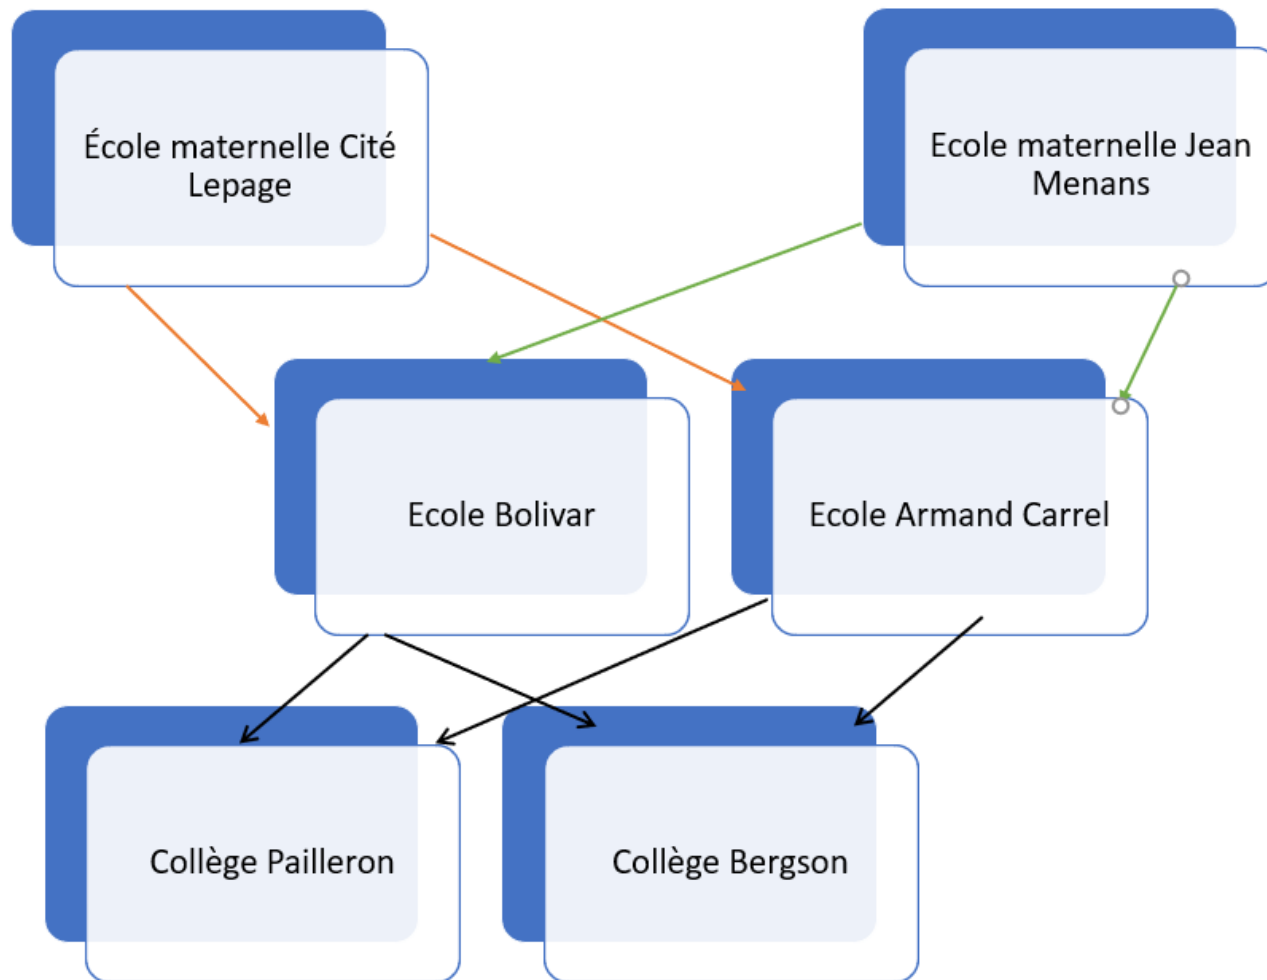 École maternelle Cité
Lepage
Ecole maternelle Jean
Menans
Ecole Bolivar
Ecole Armand Carrel
Collège Pailleron
Collège Bergson